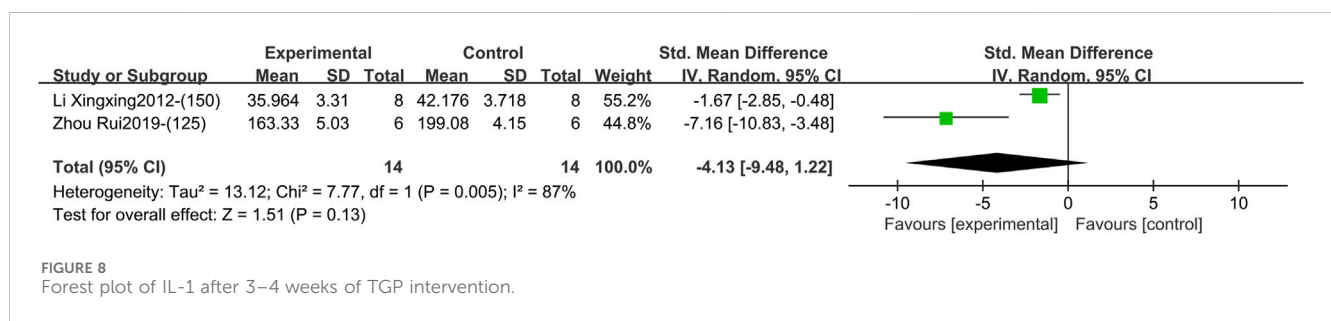 Experimental Control Std. Mean Difference Std. Mean Difference
Study or Subgroup Mean SD Total Mean SD Total Weight IV, Random, 95% CI IV, Random, 95% CI
Li Xingxing2012-(150) 35.964 3.31 8 42.176 3.718 8 55.2% -1.67 [-2.85, -0.48]
Zhou Rui2019-(125) 163.33 5.03 6 199.08 4.15 6 44.8% -7.16 [-10.83, -3.48]
Total (95% CI) 14 14 100.0% -4.13 [-9.48, 1.22]
Heterogeneity: Tau² = 13.12; Chi² = 7.77, df = 1 (P = 0.005); I² = 87%
Test for overall effect: Z = 1.51 (P = 0.13)
-10 -5 0 5 10
Favours [experimental] Favours [control]
FIGURE 8
Forest plot of IL-1 after 3–4 weeks of TGP intervention.